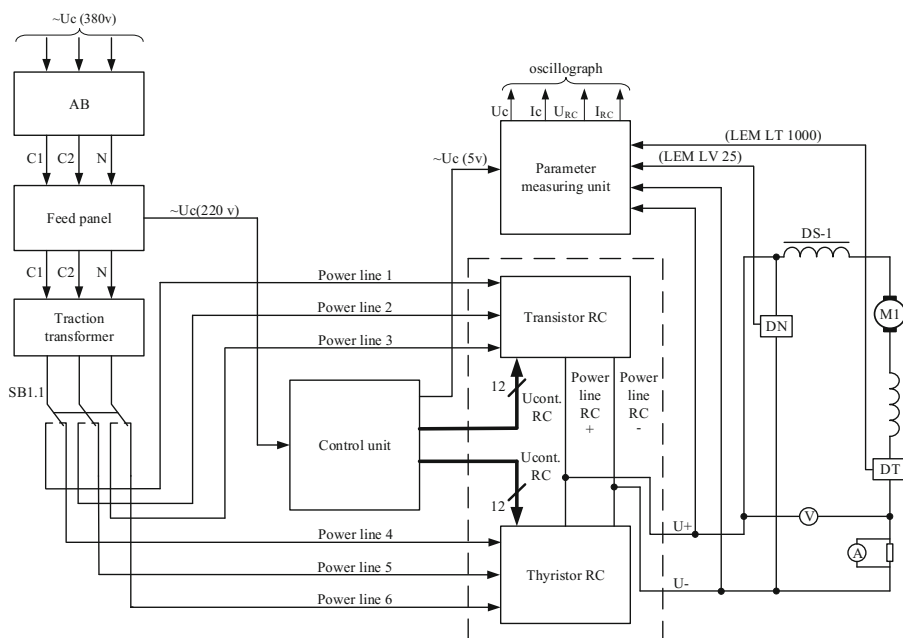 ~Uc (380v)
AB
C1 C2 N
Feed panel
~Uc(220 v)
C1 C2 N
Traction
transformer
SB1.1
oscillograph
Uc Ic URC IRC
Parameter
measuring unit
~Uc (5v)
(LEM LT 1000)
(LEM LV 25)
DS-1
M1
DN
DT
Power line 1
Power line 2
Power line 3
Transistor RC
Control unit
12
Ucont.
RC
Power
line
RC
+
Power
line
RC
-
Ucont.
RC
12
Power line 4
Power line 5
Power line 6
Thyristor RC
U+
U-
V
A